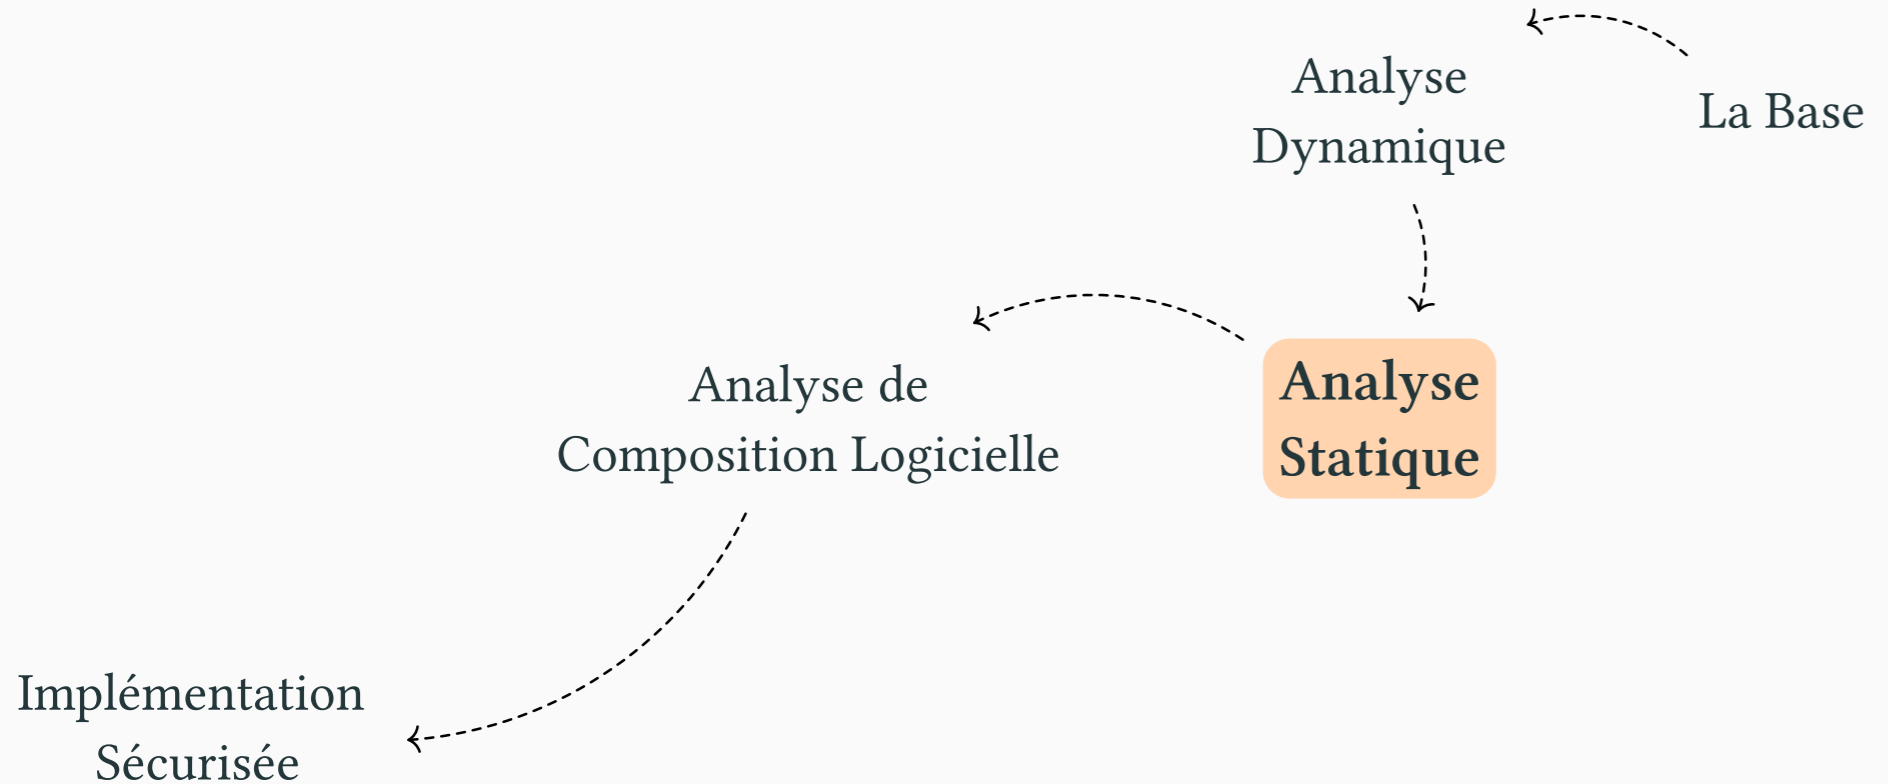 Analyse
Dynamique
La Base
Analyse de
Composition Logicielle
Analyse
Statique
Implémentation
Sécurisée